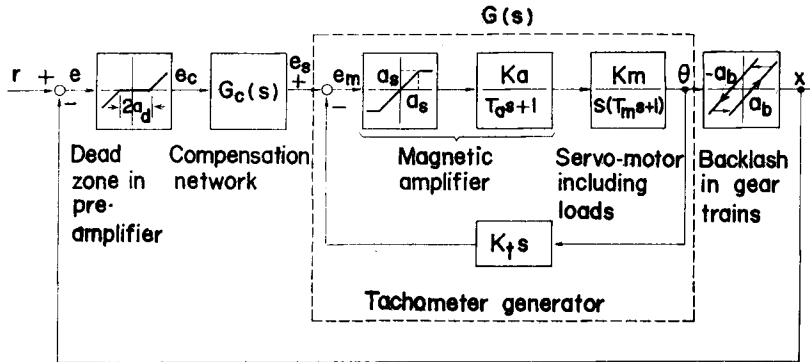 G(s)
r + e
-
2a_d
e_c
G_c(s)
e_s
+
e_m
-
a_s
a_s
Ka
T_a s+1
Km
S(T_m s+1)
θ
-a_b
a_b
x
Dead
zone in
pre-
amplifier
Compensation
network
Magnetic
amplifier
Servo-motor
including
loads
Backlash
in gear
trains
K_t s
Tachometer generator